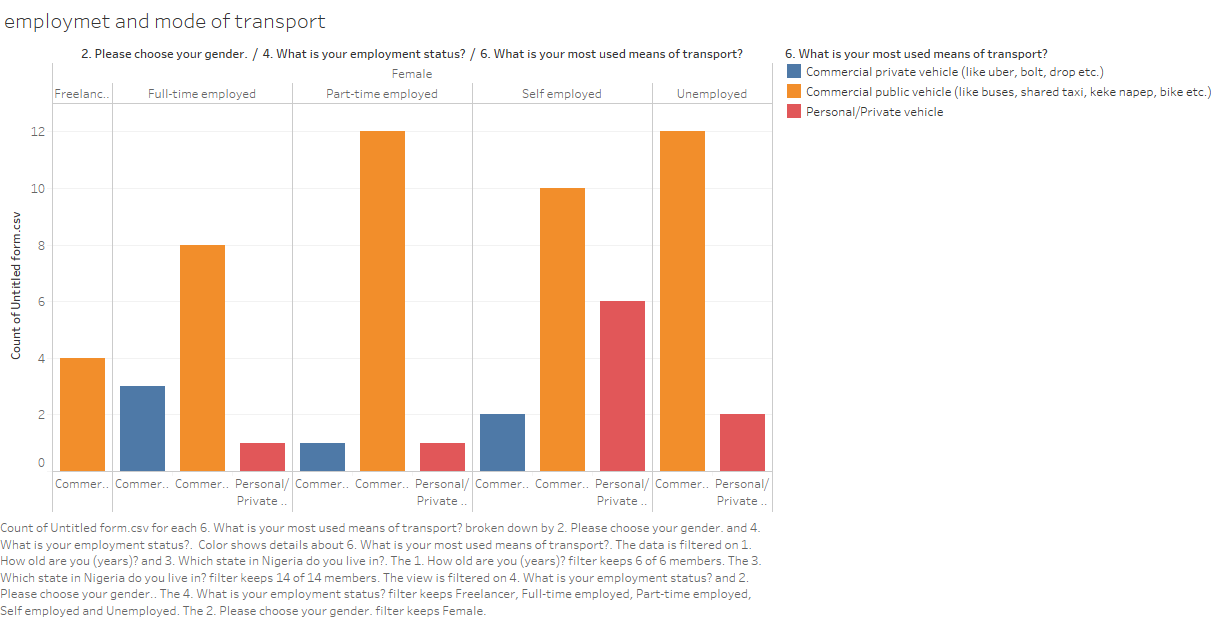 employmet and mode of transport
2. Please choose your gender. / 4. What is your employment status? / 6. What is your most used means of transport?
Female
Freelanc.. Full-time employed Part-time employed Self employed Unemployed
12
10
8
6
4
2
0
Count of Untitled form.csv
Commer.. Commer.. Commer.. Personal/ Private .. Commer.. Commer.. Personal/ Private .. Commer.. Commer.. Personal/ Private .. Commer.. Personal/ Private ..
6. What is your most used means of transport?
Commercial private vehicle (like uber, bolt, drop etc.)
Commercial public vehicle (like buses, shared taxi, keke napep, bike etc.)
Personal/Private vehicle
Count of Untitled form.csv for each 6. What is your most used means of transport? broken down by 2. Please choose your gender. and 4.
What is your employment status?. Color shows details about 6. What is your most used means of transport?. The data is filtered on 1.
How old are you (years)? and 3. Which state in Nigeria do you live in?. The 1. How old are you (years)? filter keeps 6 of 6 members. The 3.
Which state in Nigeria do you live in? filter keeps 14 of 14 members. The view is filtered on 4. What is your employment status? and 2.
Please choose your gender.. The 4. What is your employment status? filter keeps Freelancer, Full-time employed, Part-time employed,
Self employed and Unemployed. The 2. Please choose your gender. filter keeps Female.